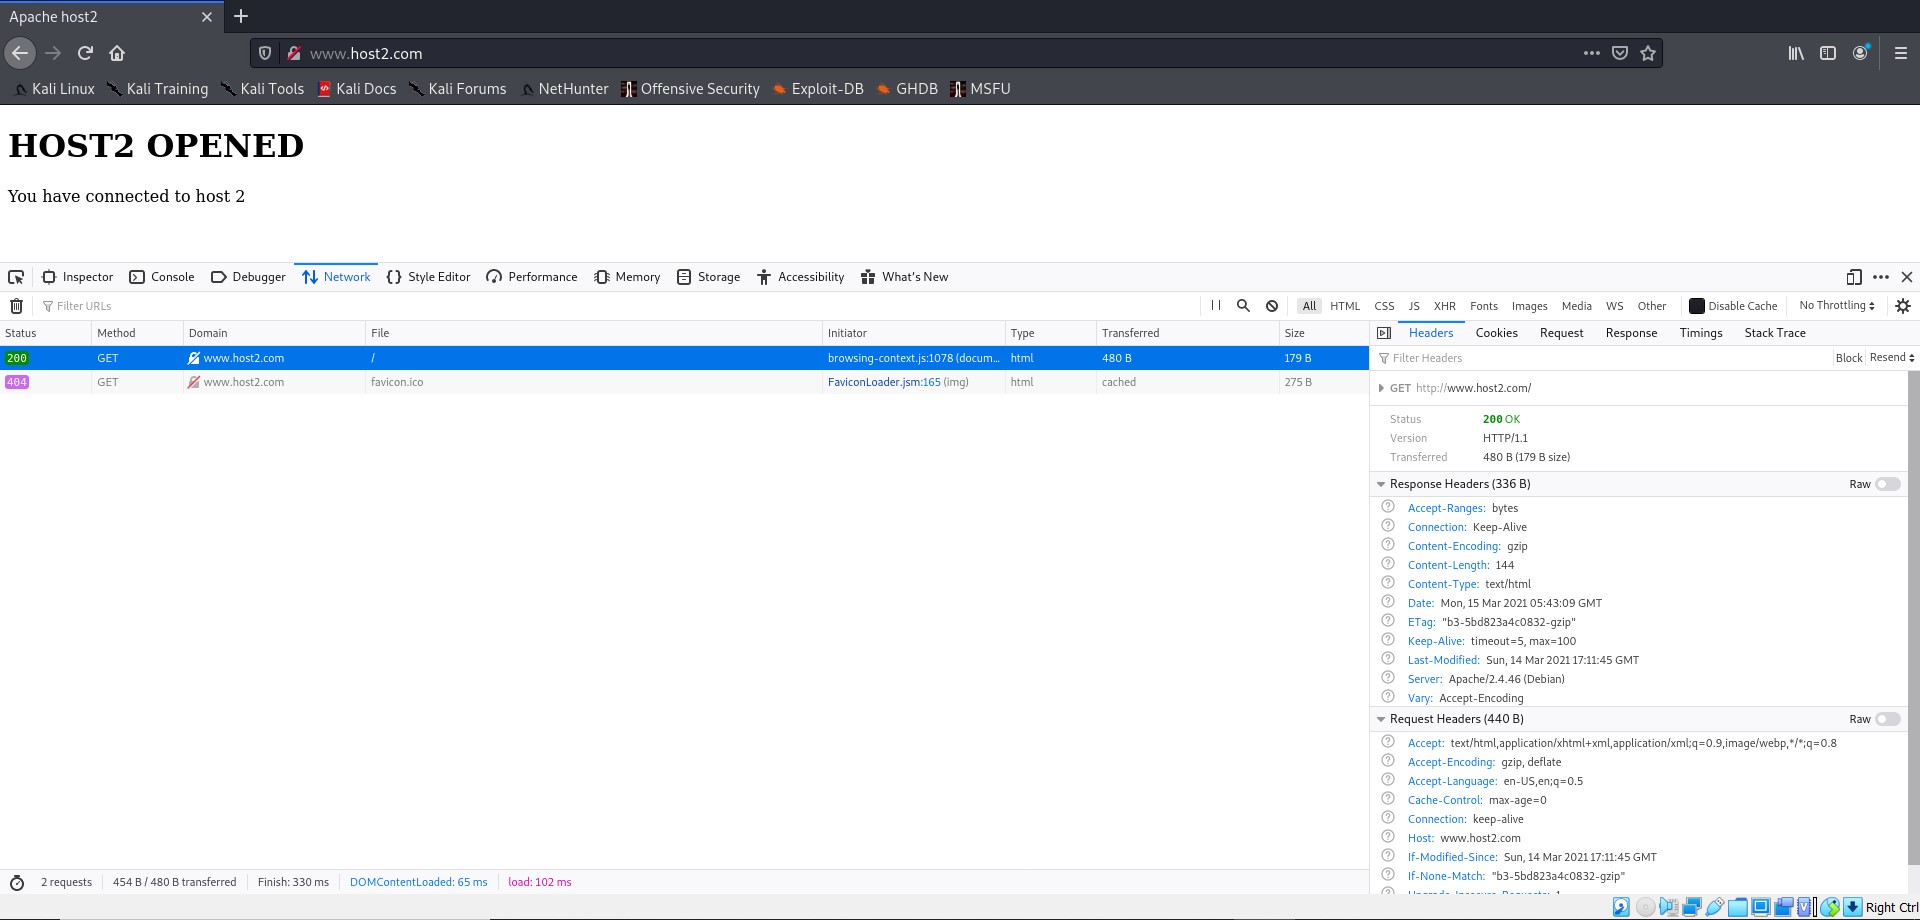 Apache host2
www.host2.com
Kali Linux Kali Training Kali Tools Kali Docs Kali Forums NetHunter Offensive Security Exploit-DB GHDB MSFU
HOST2 OPENED
You have connected to host 2
Inspector Console Debugger Network Style Editor Performance Memory Storage Accessibility What's New
Filter URLs All HTML CSS JS XHR Fonts Images Media WS Other Disable Cache No Throttling
Status Method Domain File Initiator Type Transferred Size
200 GET www.host2.com / browsing-context.js:1078 (docum... html 480 B 179 B
404 GET www.host2.com favicon.ico FaviconLoader.jsm:165 (img) html cached 275 B
Headers Cookies Request Response Timings Stack Trace
Filter Headers Block Resend
GET http://www.host2.com/
Status 200 OK
Version HTTP/1.1
Transferred 480 B (179 B size)
Response Headers (336 B) Raw
Accept-Ranges: bytes
Connection: Keep-Alive
Content-Encoding: gzip
Content-Length: 144
Content-Type: text/html
Date: Mon, 15 Mar 2021 05:43:09 GMT
ETag: "b3-5bd823a4c0832-gzip"
Keep-Alive: timeout=5, max=100
Last-Modified: Sun, 14 Mar 2021 17:11:45 GMT
Server: Apache/2.4.46 (Debian)
Vary: Accept-Encoding
Request Headers (440 B) Raw
Accept: text/html,application/xhtml+xml,application/xml;q=0.9,image/webp,*/*;q=0.8
Accept-Encoding: gzip, deflate
Accept-Language: en-US,en;q=0.5
Cache-Control: max-age=0
Connection: keep-alive
Host: www.host2.com
If-Modified-Since: Sun, 14 Mar 2021 17:11:45 GMT
If-None-Match: "b3-5bd823a4c0832-gzip"
2 requests 454 B / 480 B transferred Finish: 330 ms DOMContentLoaded: 65 ms load: 102 ms
Right Ctrl